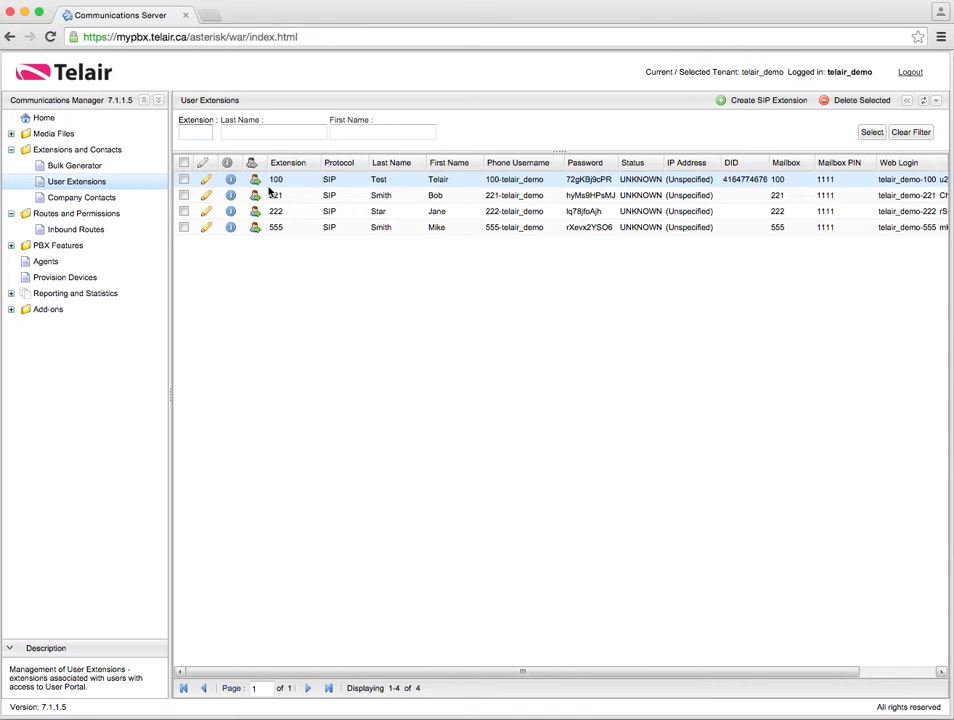 Communications Server
https://mypbx.telair.ca/asterisk/war/index.html
Telair
Current / Selected Tenant: telair_demo Logged in: telair_demo Logout
Communications Manager 7.1.1.5
Home
Media Files
Extensions and Contacts
Bulk Generator
User Extensions
Company Contacts
Routes and Permissions
Inbound Routes
PBX Features
Agents
Provision Devices
Reporting and Statistics
Add-ons
Description
Management of User Extensions -
extensions associated with users with
access to User Portal.
Version: 7.1.1.5
User Extensions Create SIP Extension Delete Selected
Extension : Last Name : First Name :
Select Clear Filter
Extension Protocol Last Name First Name Phone Username Password Status IP Address DID Mailbox Mailbox PIN Web Login
100 SIP Test Telair 100-telair_demo 72gKBj9cPR UNKNOWN (Unspecified) 4164774676 100 1111 telair_demo-100 u2
SIP Smith Bob 221-telair_demo hyMs9HPsMJ UNKNOWN (Unspecified) 221 1111 telair_demo-221
222 SIP Star Jane 222-telair_demo UNKNOWN (Unspecified) 222 1111 telair_demo-222
555 SIP Smith Mike 555-telair_demo rXevx2YSO6 UNKNOWN (Unspecified) 555 1111 telair_demo-555
Page : 1 of 1 Displaying 1-4 of 4
All rights reserved